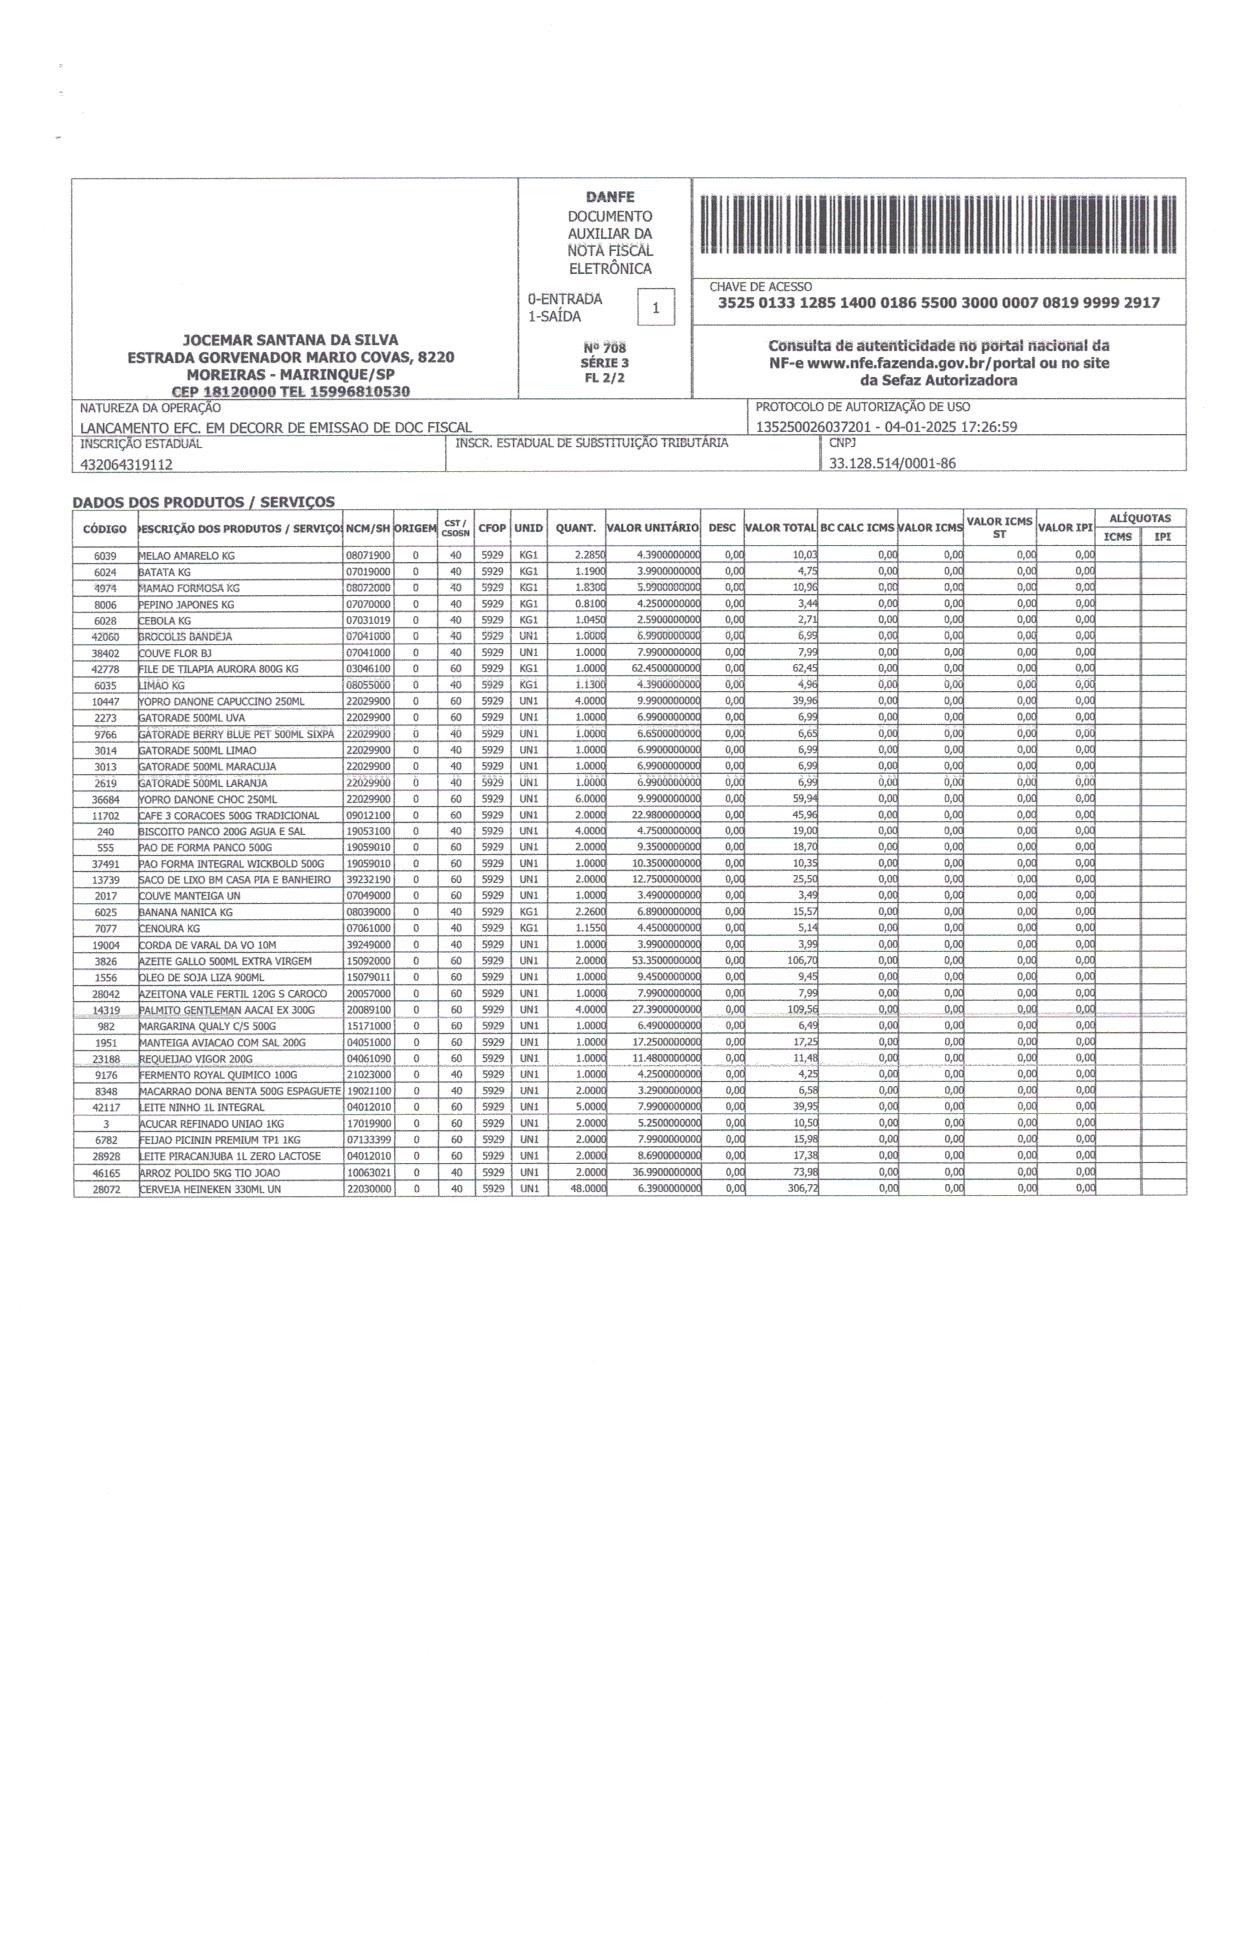 DANFE
DOCUMENTO
AUXILIAR DA
NOTA FISCAL
ELETRÔNICA
0-ENTRADA
1-SAÍDA
1
Nº 708
SÉRIE 3
FL 2/2
JOCEMAR SANTANA DA SILVA
ESTRADA GORVENADOR MARIO COVAS, 8220
MOREIRAS - MAIRINQUE/SP
CEP 18120000 TEL 15996810530
CHAVE DE ACESSO
3525 0133 1285 1400 0186 5500 3000 0007 0819 9999 2917
Consulta de autenticidade no portal nacional da
NF-e www.nfe.fazenda.gov.br/portal ou no site
da Sefaz Autorizadora
NATUREZA DA OPERAÇÃO
LANCAMENTO EFC. EM DECORR DE EMISSAO DE DOC FISCAL
PROTOCOLO DE AUTORIZAÇÃO DE USO
135250026037201 - 04-01-2025 17:26:59
INSCRIÇÃO ESTADUAL
432064319112
INSCR. ESTADUAL DE SUBSTITUIÇÃO TRIBUTÁRIA
CNPJ
33.128.514/0001-86
DADOS DOS PRODUTOS / SERVIÇOS
CÓDIGO DESCRIÇÃO DOS PRODUTOS / SERVIÇO NCM/SH ORIGEM CST / CSOSN CFOP UNID QUANT. VALOR UNITÁRIO DESC VALOR TOTAL BC CALC ICMS VALOR ICMS VALOR ICMS ST VALOR IPI ALÍQUOTAS ICMS IPI
6039 MELAO AMARELO KG 08071900 0 40 5929 KG1 2.2850 4.3900000000 0,00 10,03 0,00 0,00 0,00 0,00
6024 BATATA KG 07019000 0 40 5929 KG1 1.1900 3.9900000000 0,00 4,75 0,00 0,00 0,00 0,00
4974 MAMAO FORMOSA KG 08072000 0 40 5929 KG1 1.8300 5.9900000000 0,00 10,96 0,00 0,00 0,00 0,00
8006 PEPINO JAPONES KG 07070000 0 40 5929 KG1 0.8100 4.2500000000 0,00 3,44 0,00 0,00 0,00 0,00
6028 CEBOLA KG 07031019 0 40 5929 KG1 1.0450 2.5900000000 0,00 2,71 0,00 0,00 0,00 0,00
42060 BROCOLIS BANDEJA 07041000 0 40 5929 UN1 1.0000 6.9900000000 0,00 6,99 0,00 0,00 0,00 0,00
38402 COUVE FLOR BJ 07041000 0 40 5929 UN1 1.0000 7.9900000000 0,00 7,99 0,00 0,00 0,00 0,00
42778 FILE DE TILAPIA AURORA 800G KG 03046100 0 60 5929 KG1 1.0000 62.4500000000 0,00 62,45 0,00 0,00 0,00 0,00
6035 LIMAO KG 08055000 0 40 5929 KG1 1.1300 4.3900000000 0,00 4,96 0,00 0,00 0,00 0,00
10447 YOPRO DANONE CAPUCCINO 250ML 22029900 0 60 5929 UN1 4.0000 9.9900000000 0,00 39,96 0,00 0,00 0,00 0,00
2273 GATORADE 500ML UVA 22029900 0 60 5929 UN1 1.0000 6.9900000000 0,00 6,99 0,00 0,00 0,00 0,00
9766 GATORADE BERRY BLUE PET 500ML SIXPA 22029900 0 40 5929 UN1 1.0000 6.6500000000 0,00 6,65 0,00 0,00 0,00 0,00
3014 GATORADE 500ML LIMAO 22029900 0 40 5929 UN1 1.0000 6.9900000000 0,00 6,99 0,00 0,00 0,00 0,00
3013 GATORADE 500ML MARACUJA 22029900 0 40 5929 UN1 1.0000 6.9900000000 0,00 6,99 0,00 0,00 0,00 0,00
2619 GATORADE 500ML LARANJA 22029900 0 40 5929 UN1 1.0000 6.9900000000 0,00 6,99 0,00 0,00 0,00 0,00
36684 YOPRO DANONE CHOC 250ML 22029900 0 60 5929 UN1 6.0000 9.9900000000 0,00 59,94 0,00 0,00 0,00 0,00
11702 CAFE 3 CORACOES 500G TRADICIONAL 09012100 0 60 5929 UN1 2.0000 22.9800000000 0,00 45,96 0,00 0,00 0,00 0,00
240 BISCOITO PANCO 200G AGUA E SAL 19053100 0 40 5929 UN1 4.0000 4.7500000000 0,00 19,00 0,00 0,00 0,00 0,00
555 PAO DE FORMA PANCO 500G 19059010 0 60 5929 UN1 2.0000 9.3500000000 0,00 18,70 0,00 0,00 0,00 0,00
37491 PAO FORMA INTEGRAL WICKBOLD 500G 19059010 0 60 5929 UN1 1.0000 10.3500000000 0,00 10,35 0,00 0,00 0,00 0,00
13739 SACO DE LIXO BM CASA PIA E BANHEIRO 39232190 0 60 5929 UN1 2.0000 12.7500000000 0,00 25,50 0,00 0,00 0,00 0,00
2017 COUVE MANTEIGA UN 07049000 0 60 5929 UN1 1.0000 3.4900000000 0,00 3,49 0,00 0,00 0,00 0,00
6025 BANANA NANICA KG 08039000 0 40 5929 KG1 2.2600 6.8900000000 0,00 15,57 0,00 0,00 0,00 0,00
7077 CENOURA KG 07061000 0 40 5929 KG1 1.1550 4.4500000000 0,00 5,14 0,00 0,00 0,00 0,00
19004 CORDA DE VARAL DA VO 10M 39249000 0 40 5929 UN1 1.0000 3.9900000000 0,00 3,99 0,00 0,00 0,00 0,00
3826 AZEITE GALLO 500ML EXTRA VIRGEM 15092000 0 60 5929 UN1 2.0000 53.3500000000 0,00 106,70 0,00 0,00 0,00 0,00
1556 OLEO DE SOJA LIZA 900ML 15079011 0 60 5929 UN1 1.0000 9.4500000000 0,00 9,45 0,00 0,00 0,00 0,00
28042 AZEITONA VALE FERTIL 120G S CAROCO 20057000 0 60 5929 UN1 1.0000 7.9900000000 0,00 7,99 0,00 0,00 0,00 0,00
14319 PALMITO GENTLEMAN AACAI EX 300G 20089100 0 60 5929 UN1 4.0000 27.3900000000 0,00 109,56 0,00 0,00 0,00 0,00
982 MARGARINA QUALY C/S 500G 15171000 0 60 5929 UN1 1.0000 6.4900000000 0,00 6,49 0,00 0,00 0,00 0,00
1951 MANTEIGA AVIACAO COM SAL 200G 04051000 0 60 5929 UN1 1.0000 17.2500000000 0,00 17,25 0,00 0,00 0,00 0,00
23188 REQUEIJAO VIGOR 200G 04061090 0 60 5929 UN1 1.0000 11.4800000000 0,00 11,48 0,00 0,00 0,00 0,00
9176 FERMENTO ROYAL QUIMICO 100G 21023000 0 40 5929 UN1 1.0000 4.2500000000 0,00 4,25 0,00 0,00 0,00 0,00
8348 MACARRAO DONA BENTA 500G ESPAGUETE 19021100 0 40 5929 UN1 2.0000 3.2900000000 0,00 6,58 0,00 0,00 0,00 0,00
42117 LEITE NINHO 1L INTEGRAL 04012010 0 60 5929 UN1 5.0000 7.9900000000 0,00 39,95 0,00 0,00 0,00 0,00
3 ACUCAR REFINADO UNIAO 1KG 17019900 0 60 5929 UN1 2.0000 5.2500000000 0,00 10,50 0,00 0,00 0,00 0,00
6782 FEIJAO PICININ PREMIUM TP1 1KG 07133399 0 60 5929 UN1 2.0000 7.9900000000 0,00 15,98 0,00 0,00 0,00 0,00
28928 LEITE PIRACANJUBA 1L ZERO LACTOSE 04012010 0 60 5929 UN1 2.0000 8.6900000000 0,00 17,38 0,00 0,00 0,00 0,00
46165 ARROZ POLIDO 5KG TIO JOAO 10063021 0 40 5929 UN1 2.0000 36.9900000000 0,00 73,98 0,00 0,00 0,00 0,00
28072 CERVEJA HEINEKEN 330ML UN 22030000 0 40 5929 UN1 48.0000 6.3900000000 0,00 306,72 0,00 0,00 0,00 0,00